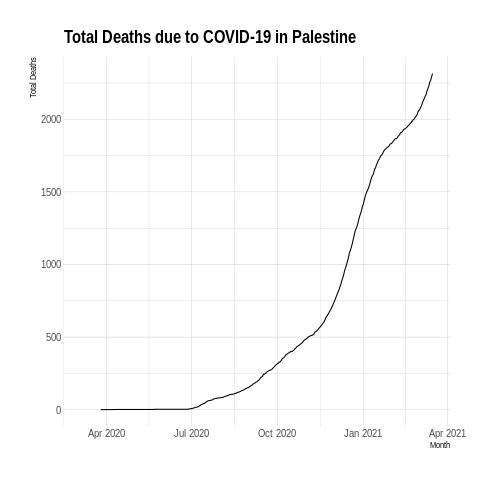 Total Deaths due to COVID-19 in Palestine
Total Deaths
2000
1500
1000
500
0
Apr 2020 Jul 2020 Oct 2020 Jan 2021 Apr 2021
Month